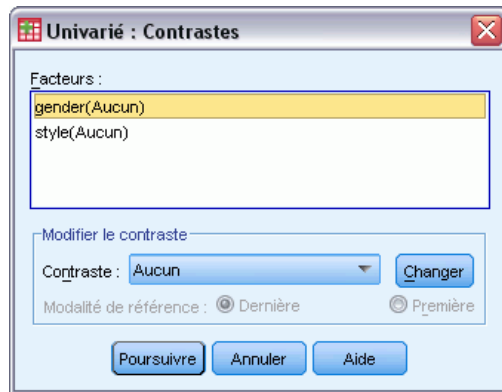 Univarié : Contrastes
Facteurs :
gender(Aucun)
style(Aucun)
Modifier le contraste
Contraste : Aucun Changer
Modalité de référence : Dernière Première
Poursuivre Annuler Aide